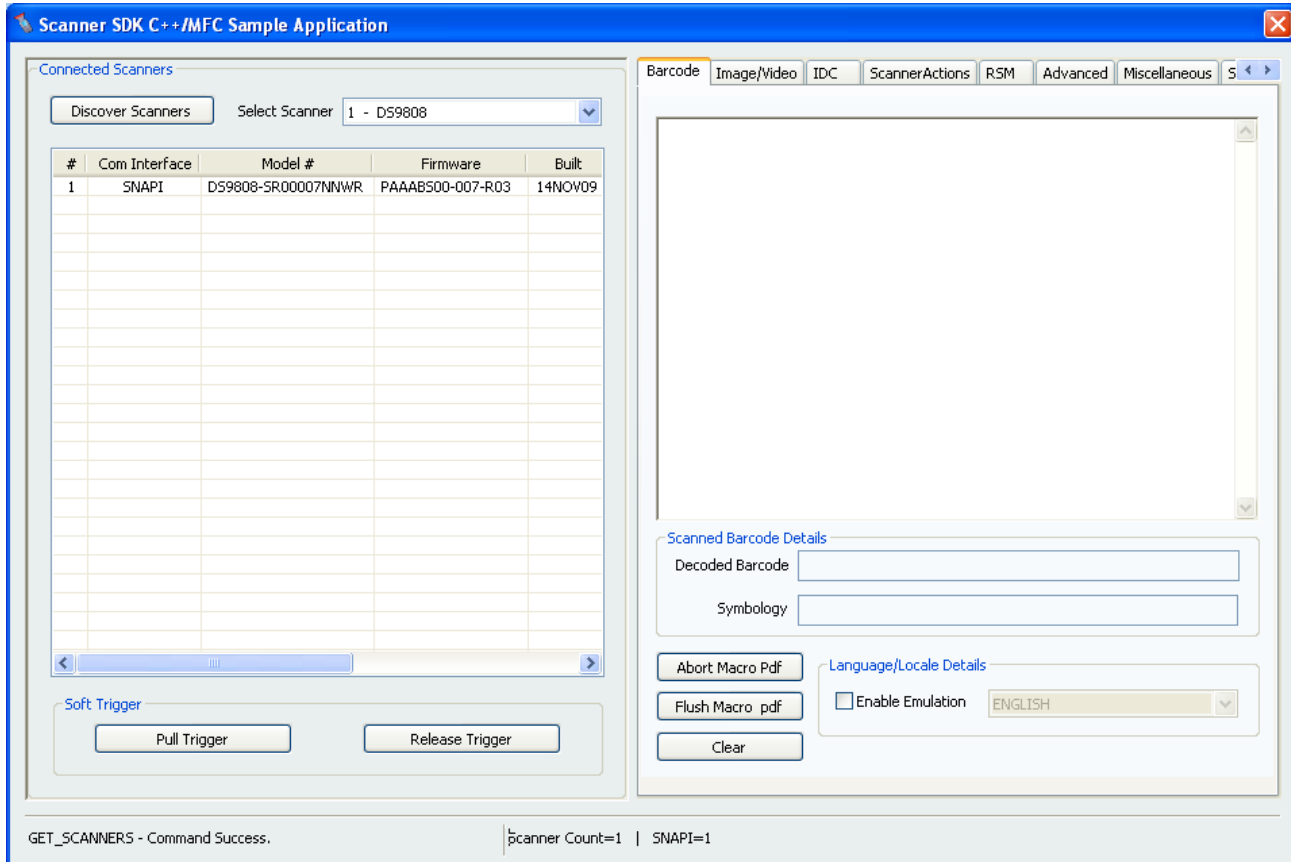 Scanner SDK C++/MFC Sample Application
Connected Scanners
Discover Scanners
Select Scanner
1 - DS9808
# Com Interface Model # Firmware Built
1 SNAPI DS9808-SR00007NNWR PAAABS00-007-R03 14NOV09
Soft Trigger
Pull Trigger
Release Trigger
Barcode Image/Video IDC ScannerActions RSM Advanced Miscellaneous S
Scanned Barcode Details
Decoded Barcode
Symbology
Abort Macro Pdf
Flush Macro pdf
Clear
Language/Locale Details
Enable Emulation
ENGLISH
GET_SCANNERS - Command Success.
Scanner Count=1 | SNAPI=1